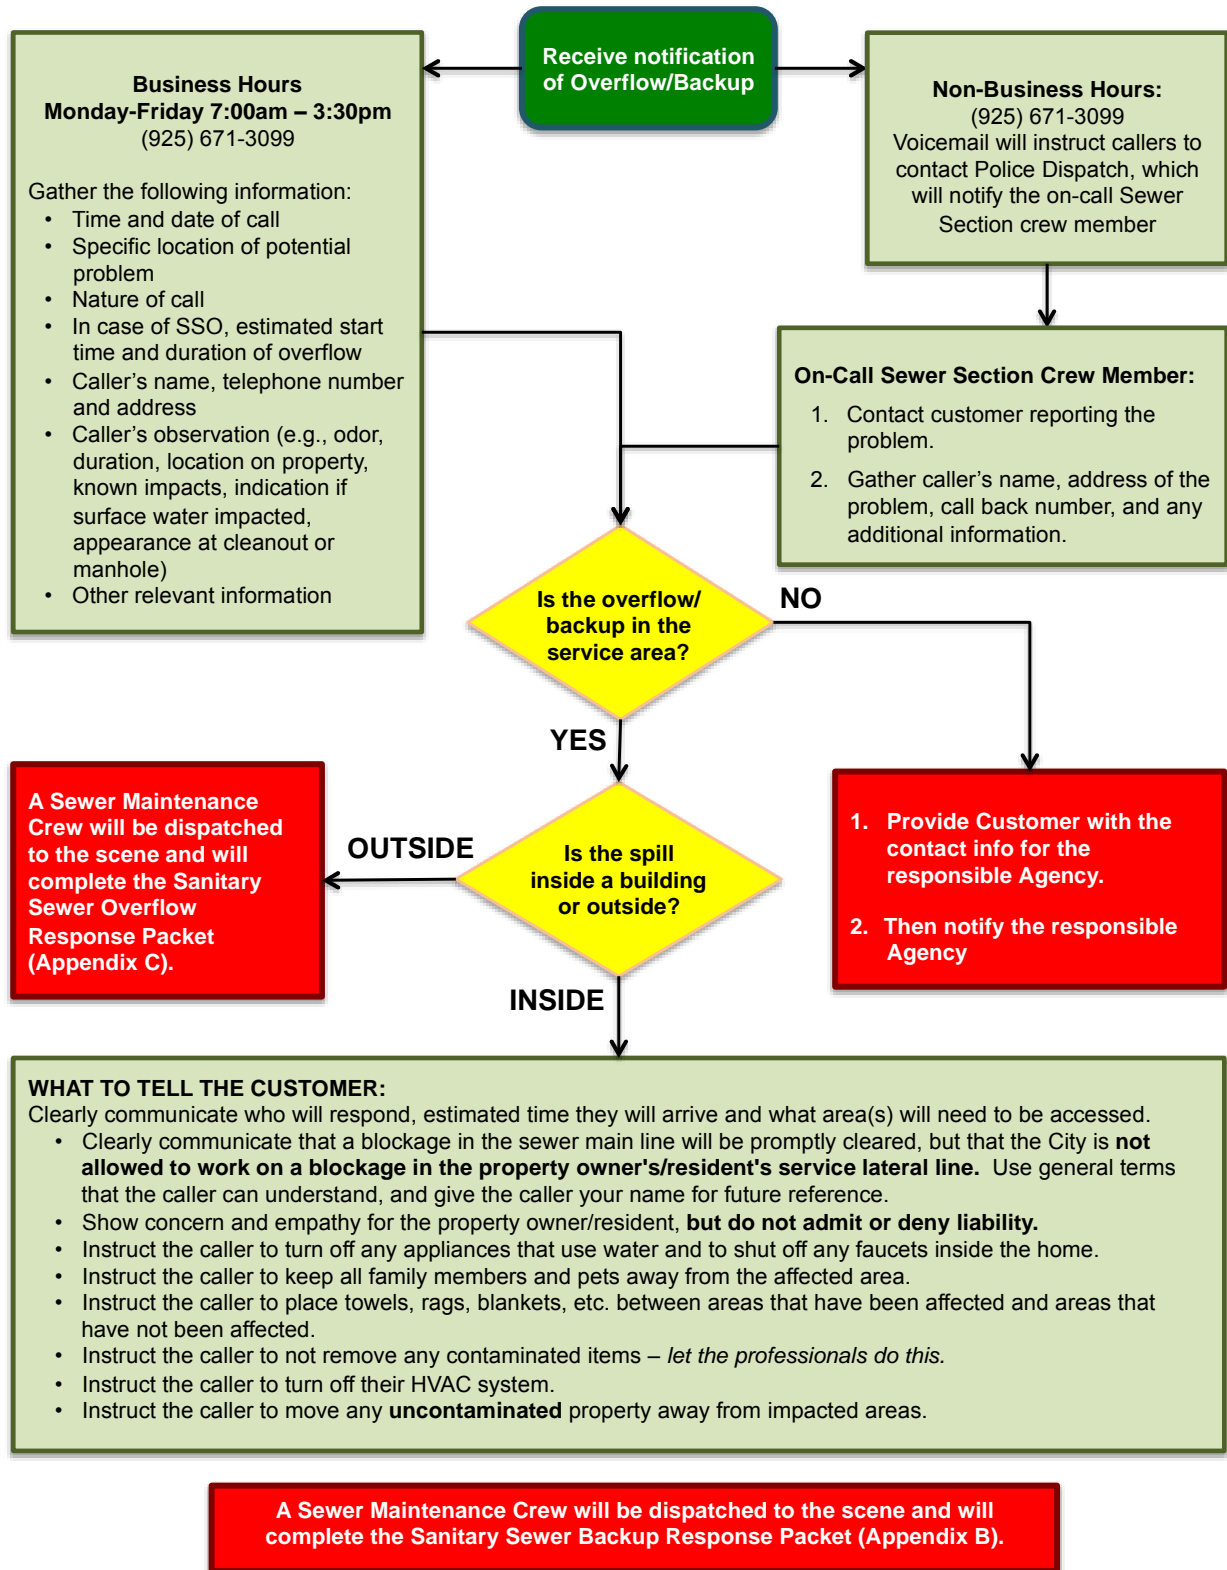 Receive notification
of Overflow/Backup
Business Hours
Monday-Friday 7:00am – 3:30pm
(925) 671-3099
Gather the following information:
• Time and date of call
• Specific location of potential
problem
• Nature of call
• In case of SSO, estimated start
time and duration of overflow
• Caller’s name, telephone number
and address
• Caller’s observation (e.g., odor,
duration, location on property,
known impacts, indication if
surface water impacted,
appearance at cleanout or
manhole)
• Other relevant information
Non-Business Hours:
(925) 671-3099
Voicemail will instruct callers to
contact Police Dispatch, which
will notify the on-call Sewer
Section crew member
On-Call Sewer Section Crew Member:
1. Contact customer reporting the
problem.
2. Gather caller’s name, address of the
problem, call back number, and any
additional information.
Is the overflow/
backup in the
service area?
NO
YES
1. Provide Customer with the
contact info for the
responsible Agency.
2. Then notify the responsible
Agency
Is the spill
inside a building
or outside?
OUTSIDE
A Sewer Maintenance
Crew will be dispatched
to the scene and will
complete the Sanitary
Sewer Overflow
Response Packet
(Appendix C).
INSIDE
WHAT TO TELL THE CUSTOMER:
Clearly communicate who will respond, estimated time they will arrive and what area(s) will need to be accessed.
• Clearly communicate that a blockage in the sewer main line will be promptly cleared, but that the City is not
allowed to work on a blockage in the property owner's/resident's service lateral line. Use general terms
that the caller can understand, and give the caller your name for future reference.
• Show concern and empathy for the property owner/resident, but do not admit or deny liability.
• Instruct the caller to turn off any appliances that use water and to shut off any faucets inside the home.
• Instruct the caller to keep all family members and pets away from the affected area.
• Instruct the caller to place towels, rags, blankets, etc. between areas that have been affected and areas that
have not been affected.
• Instruct the caller to not remove any contaminated items – let the professionals do this.
• Instruct the caller to turn off their HVAC system.
• Instruct the caller to move any uncontaminated property away from impacted areas.
A Sewer Maintenance Crew will be dispatched to the scene and will
complete the Sanitary Sewer Backup Response Packet (Appendix B).